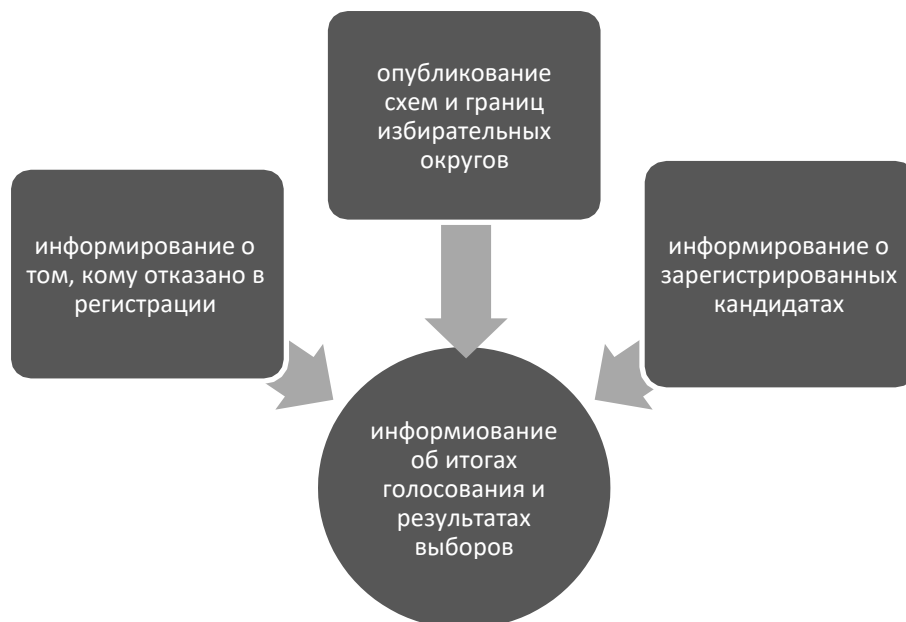 опубликование
схем и границ
избирательных
округов
информирование о
том, кому отказано в
регистрации
информирование о
зарегистрированных
кандидатах
информиование
об итогах
голосования и
результатах
выборов